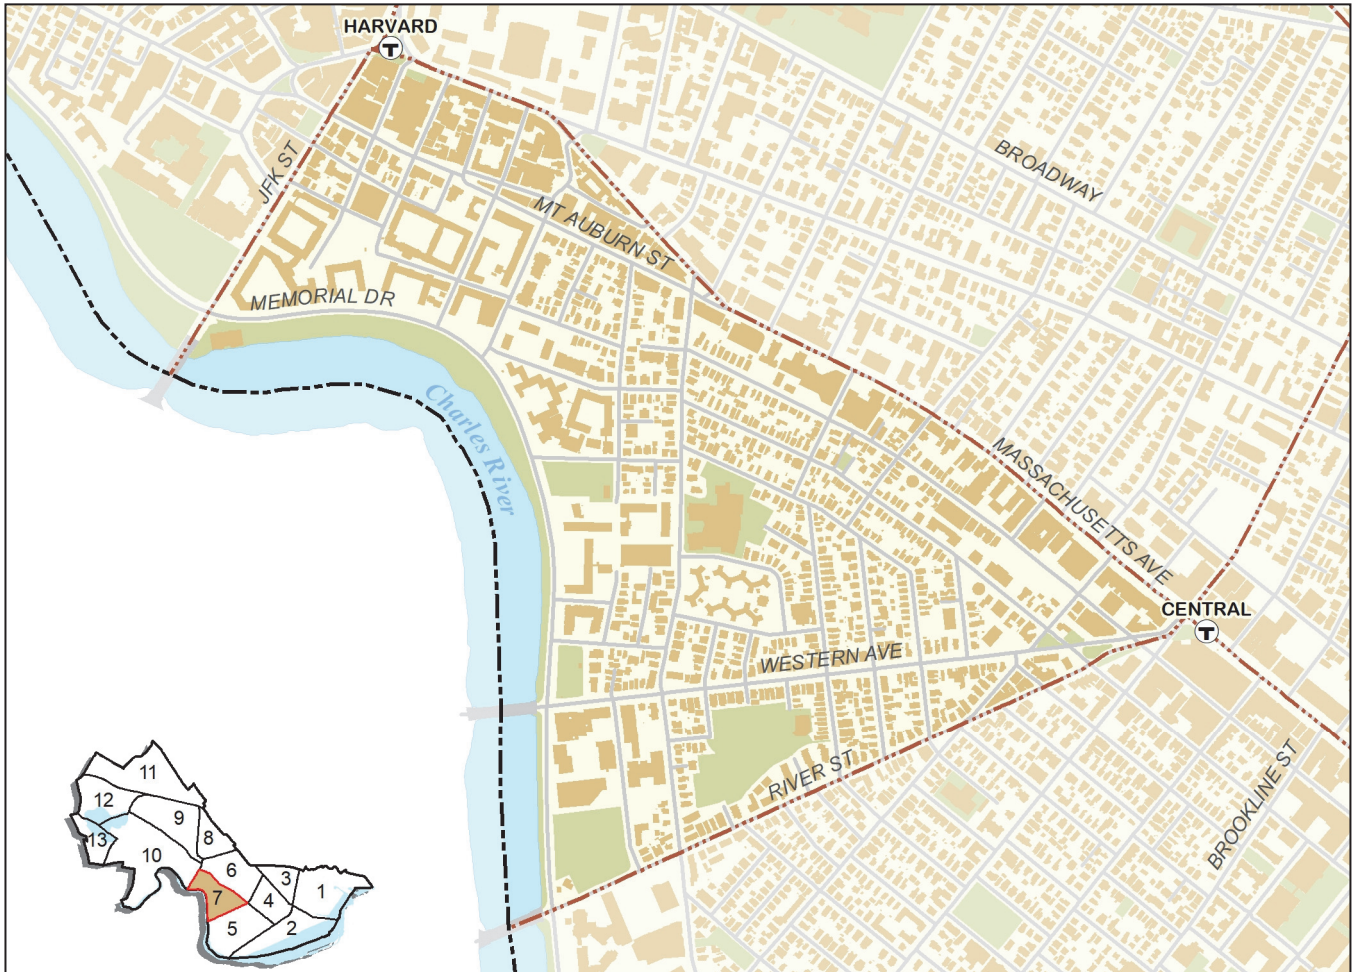 HARVARD
T
BROADWAY
JFK ST
MT AUBURN ST
MEMORIAL DR
Charles River
MASSACHUSETTS AVE
CENTRAL
T
WESTERN AVE
RIVER ST
BROOKLINE ST
11
12
9
8
13
10
6
3
1
7
4
5
2